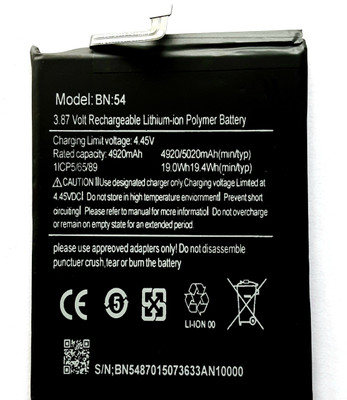 Model: BN:54
3.87 Volt Rechargeable Lithium-ion Polymer Battery
Charging Limit voltage: 4.45V
Rated capacity: 4920mAh 4920/5020mAh(min/typ)
1ICP5/65/89 19.0Wh19.4Wh(min/typ)
⚠CAUTION⚠Use designated charger only.Charging voltage limit at
4.45VDC⚠Do not store in high temperature envirnment⚠Prevent short
circuiting⚠Please refer to manual for more information⚠Do not overcharge
or remain on state for an extended period.
please use approved adapters only!Do not disassemble
punctuer crush,tear or burn the battery
CE 5 LI-ION 00
S/N;BN5487015073633AN10000